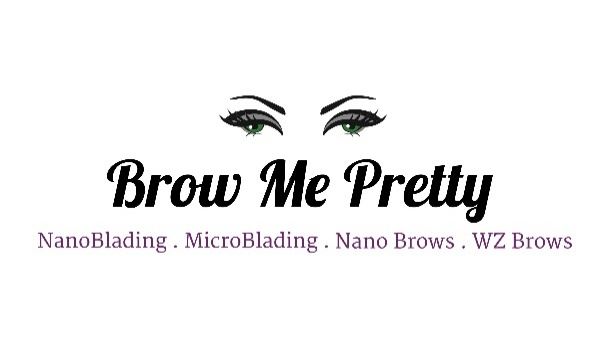 Brow Me Pretty
NanoBlading . MicroBlading . Nano Brows . WZ Brows